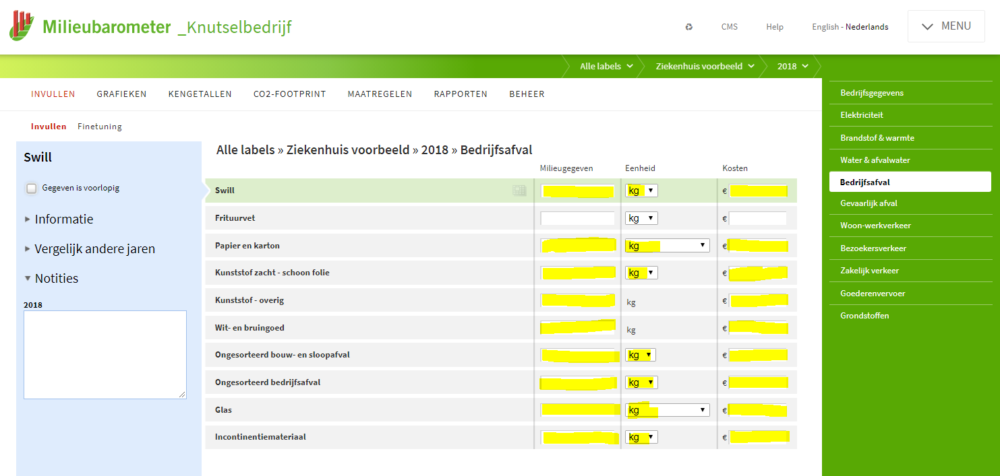 Milieubarometer _Knutselbedrijf
CMS Help English - Nederlands MENU
Alle labels Ziekenhuis voorbeeld 2018
INVULLEN GRAFIEKEN KENGETALLEN CO2-FOOTPRINT MAATREGELEN RAPPORTEN BEHEER
Invullen Finetuning
Swill
Gegeven is voorlopig
Informatie
Vergelijk andere jaren
Notities
2018
Alle labels » Ziekenhuis voorbeeld » 2018 » Bedrijfsafval
Milieugegeven Eenheid Kosten
Swill kg €
Frituurvet kg €
Papier en karton kg €
Kunststof zacht - schoon folie kg €
Kunststof - overig kg €
Wit- en bruingoed kg €
Ongesorteerd bouw- en sloopafval kg €
Ongesorteerd bedrijfsafval kg €
Glas kg €
Incontinentiemateriaal kg €
Bedrijfsgegevens
Elektriciteit
Brandstof & warmte
Water & afvalwater
Bedrijfsafval
Gevaarlijk afval
Woon-werkverkeer
Bezoekersverkeer
Zakelijk verkeer
Goederenvervoer
Grondstoffen